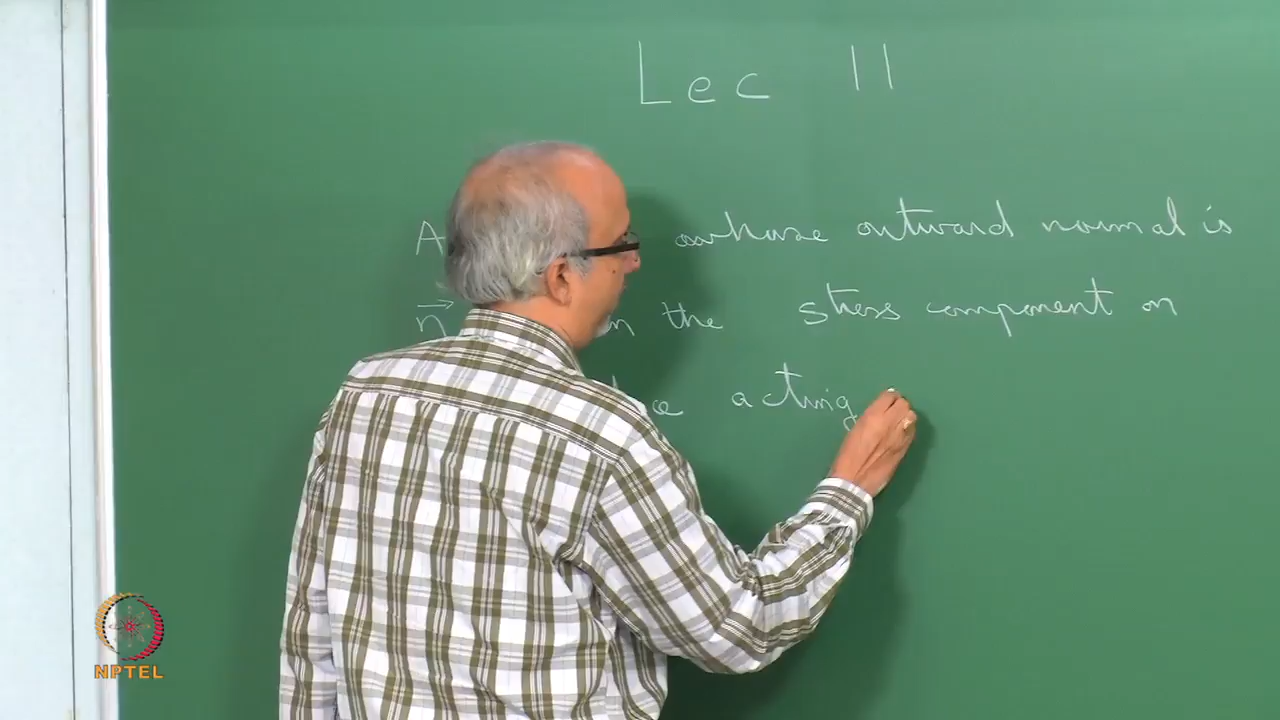 Lec 11
A whose outward normal is
n⃗ the stress component on
acting
NPTEL